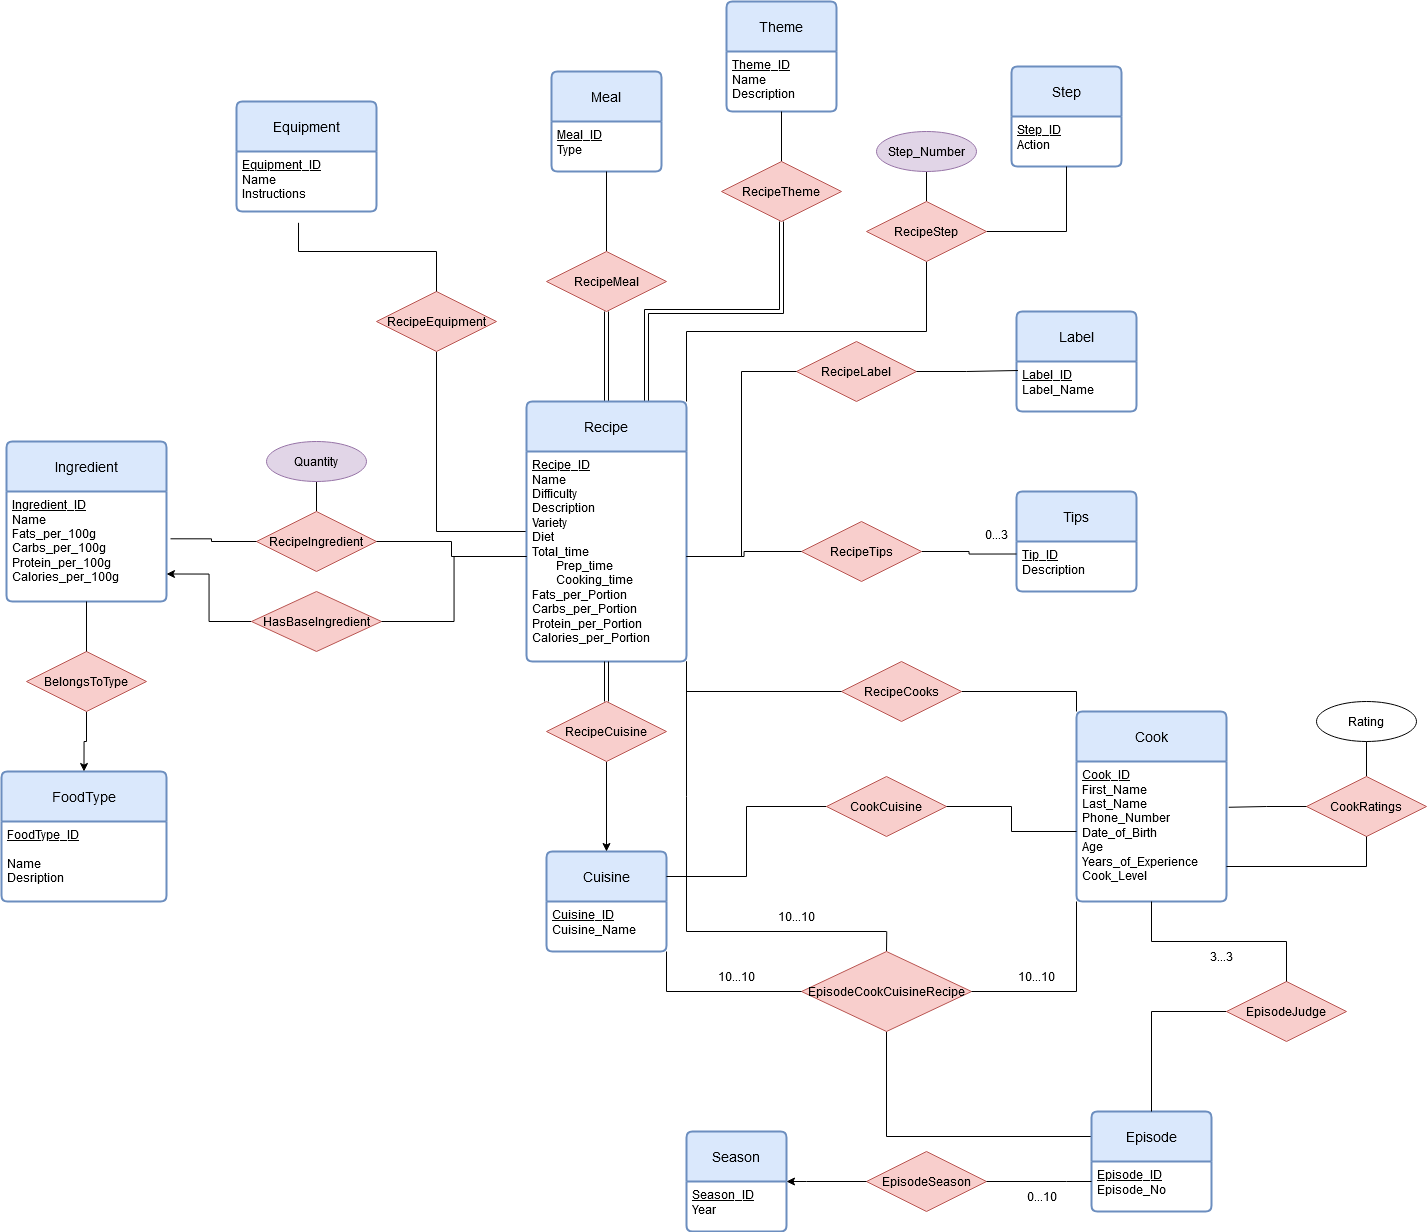 Theme
Theme_ID
Name
Description
Meal
Meal_ID
Type
Step
Step_ID
Action
Equipment
Equipment_ID
Name
Instructions
Step_Number
RecipeTheme
RecipeStep
RecipeMeal
RecipeEquipment
Label
Label_ID
Label_Name
RecipeLabel
Recipe
Recipe_ID
Name
Difficulty
Description
Variety
Diet
Total_time
Prep_time
Cooking_time
Fats_per_Portion
Carbs_per_Portion
Protein_per_Portion
Calories_per_Portion
Ingredient
Ingredient_ID
Name
Fats_per_100g
Carbs_per_100g
Protein_per_100g
Calories_per_100g
Quantity
RecipeIngredient
HasBaseIngredient
Tips
Tip_ID
Description
0...3
RecipeTips
BelongsToType
FoodType
FoodType_ID
Name
Desription
RecipeCuisine
RecipeCooks
Cook
Cook_ID
First_Name
Last_Name
Phone_Number
Date_of_Birth
Age
Years_of_Experience
Cook_Level
Rating
CookRatings
CookCuisine
Cuisine
Cuisine_ID
Cuisine_Name
10...10
10...10
10...10
EpisodeCookCuisineRecipe
3...3
EpisodeJudge
Episode
Episode_ID
Episode_No
Season
Season_ID
Year
EpisodeSeason
0...10